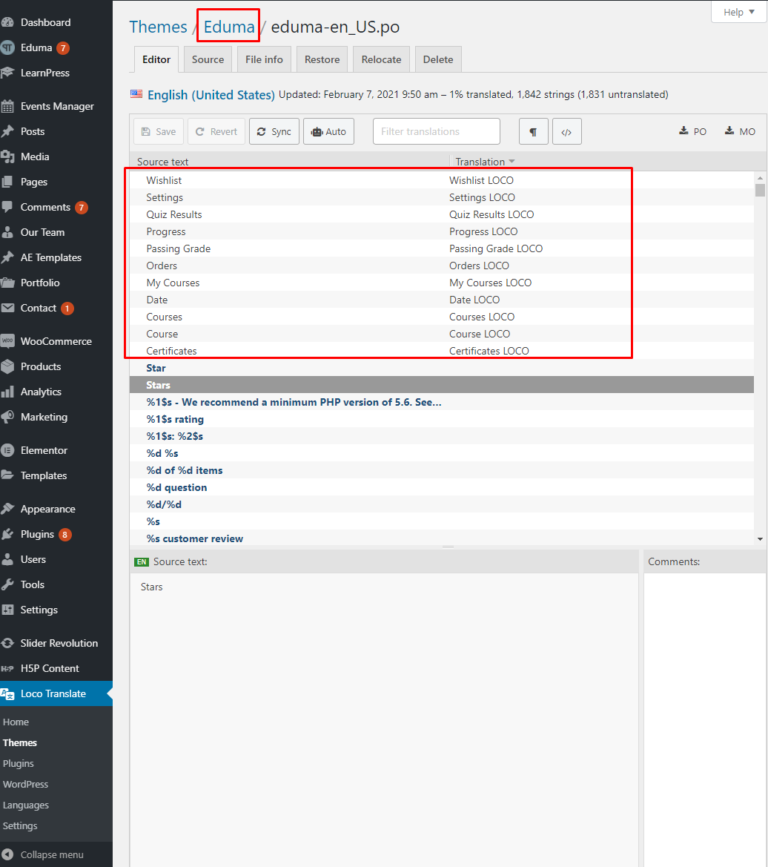 Help ▼
Themes / Eduma / eduma-en_US.po
Editor Source File info Restore Relocate Delete
English (United States) Updated: February 7, 2021 9:50 am – 1% translated, 1,842 strings (1,831 untranslated)
Save Revert Sync Auto Filter translations ¶ </> PO MO
Source text Translation
Wishlist Wishlist LOCO
Settings Settings LOCO
Quiz Results Quiz Results LOCO
Progress Progress LOCO
Passing Grade Passing Grade LOCO
Orders Orders LOCO
My Courses My Courses LOCO
Date Date LOCO
Courses Courses LOCO
Course Course LOCO
Certificates Certificates LOCO
Star
Stars
%1$s - We recommend a minimum PHP version of 5.6. See...
%1$s rating
%1$s: %2$s
%d %s
%d of %d items
%d question
%d/%d
%s
%s customer review
EN Source text:
Stars
Comments:
Dashboard
Eduma 7
LearnPress
Events Manager
Posts
Media
Pages
Comments 7
Our Team
AE Templates
Portfolio
Contact 1
WooCommerce
Products
Analytics
Marketing
Elementor
Templates
Appearance
Plugins 8
Users
Tools
Settings
Slider Revolution
H5P H5P Content
Loco Translate
Home
Themes
Plugins
WordPress
Languages
Settings
Collapse menu